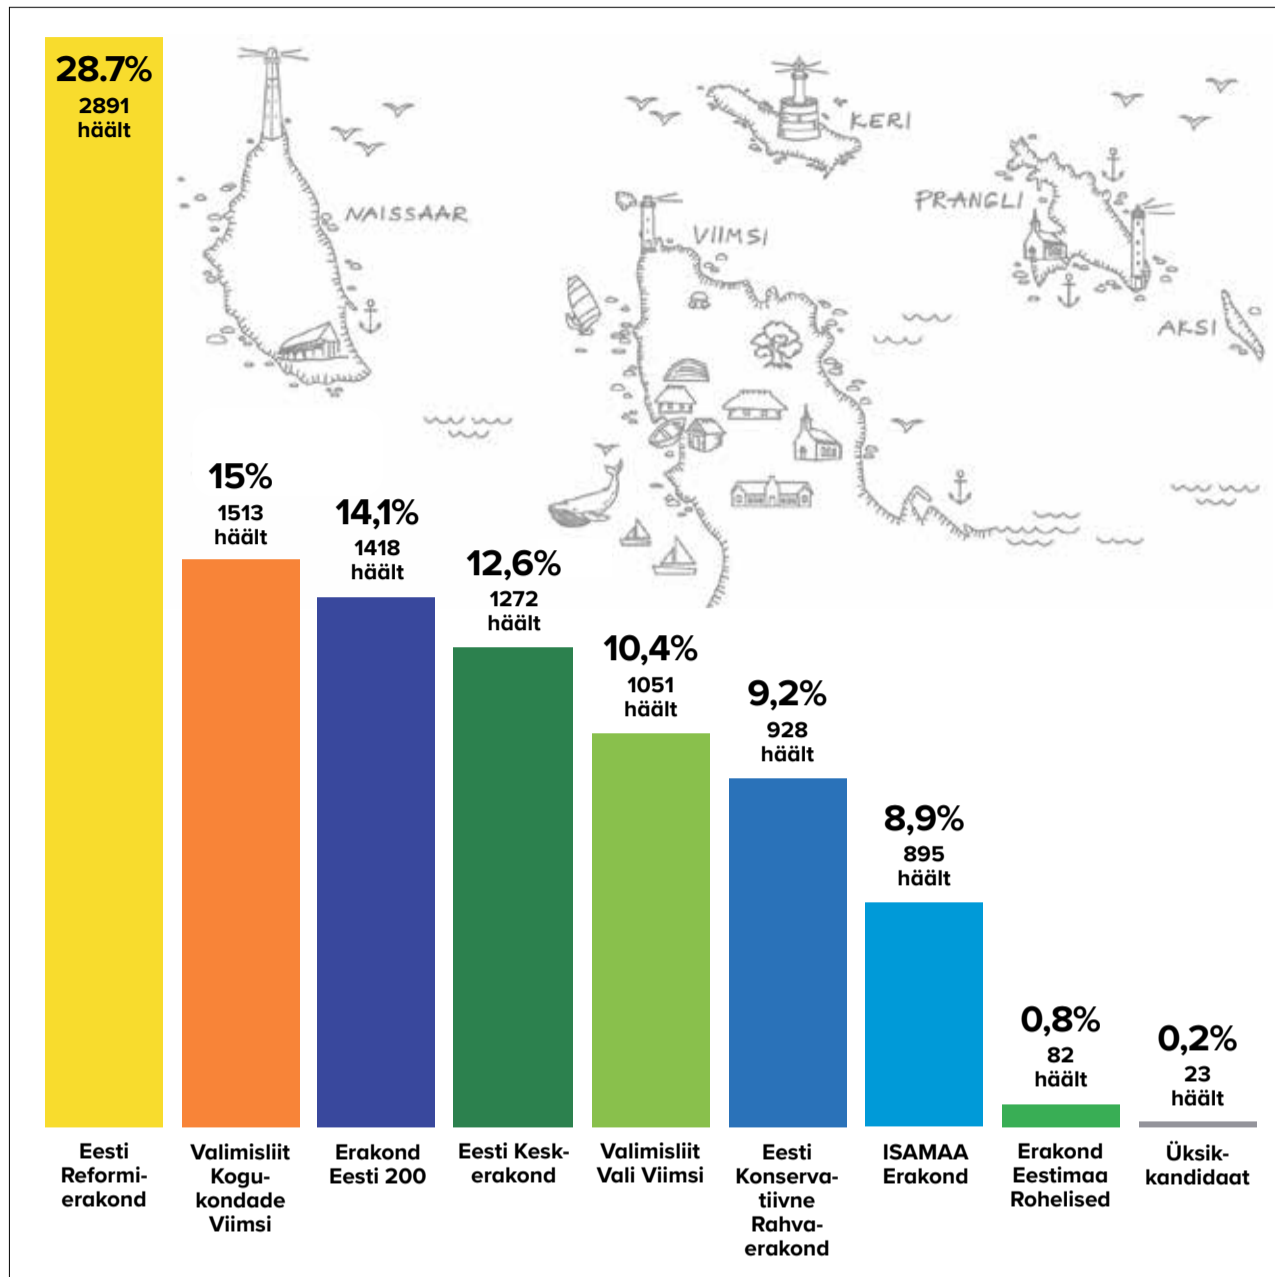 28.7%
2891
häält
NAISSAAR
KERI
PRANGLI
VIIMSI
AKSI
15%
1513
häält
14,1%
1418
häält
12,6%
1272
häält
10,4%
1051
häält
9,2%
928
häält
8,9%
895
häält
0,8%
82
häält
0,2%
23
häält
Eesti
Reformi-
erakond
Valimisliit
Kogu-
kondade
Viimsi
Erakond
Eesti 200
Eesti Kesk-
erakond
Valimisliit
Vali Viimsi
Eesti
Konserva-
tiivne
Rahva-
erakond
ISAMAA
Erakond
Erakond
Eestimaa
Rohelised
Üksik-
kandidaat